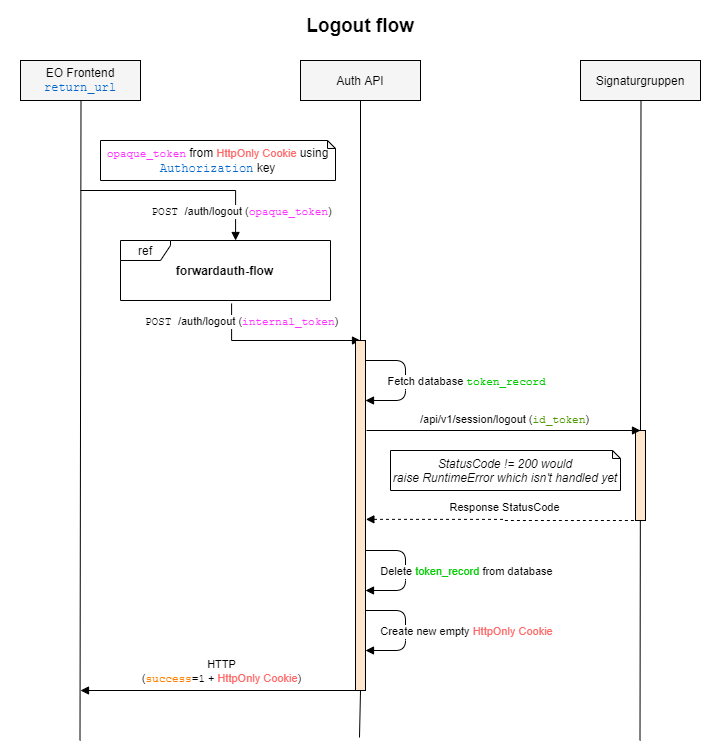 Logout flow
EO Frontend
return_url
Auth API
Signaturgruppen
opaque_token from HttpOnly Cookie using
Authorization key
POST /auth/logout (opaque_token)
ref
forwardauth-flow
POST /auth/logout (internal_token)
Fetch database token_record
/api/v1/session/logout (id_token)
StatusCode != 200 would
raise RuntimeError which isn't handled yet
Response StatusCode
Delete token_record from database
Create new empty HttpOnly Cookie
HTTP
(success=1 + HttpOnly Cookie)